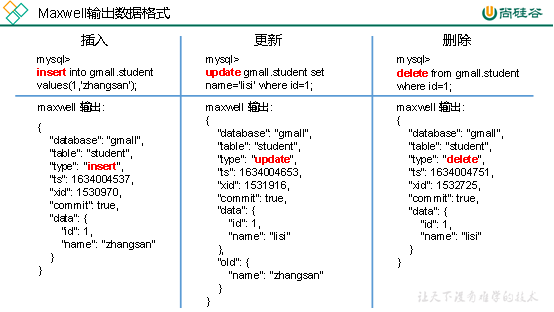 Maxwell输出数据格式
尚硅谷
插入
mysql>
insert into gmall.student
values(1,'zhangsan');
maxwell 输出:
{
"database": "gmall",
"table": "student",
"type": "insert",
"ts": 1634004537,
"xid": 1530970,
"commit": true,
"data": {
"id": 1,
"name": "zhangsan"
}
}
更新
mysql>
update gmall.student set
name='lisi' where id=1;
maxwell 输出:
{
"database": "gmall",
"table": "student",
"type": "update",
"ts": 1634004653,
"xid": 1531916,
"commit": true,
"data": {
"id": 1,
"name": "lisi"
},
"old": {
"name": "zhangsan"
}
}
删除
mysql>
delete from gmall.student
where id=1;
maxwell 输出:
{
"database": "gmall",
"table": "student",
"type": "delete",
"ts": 1634004751,
"xid": 1532725,
"commit": true,
"data": {
"id": 1,
"name": "lisi"
}
}
让天下没有难学的技术